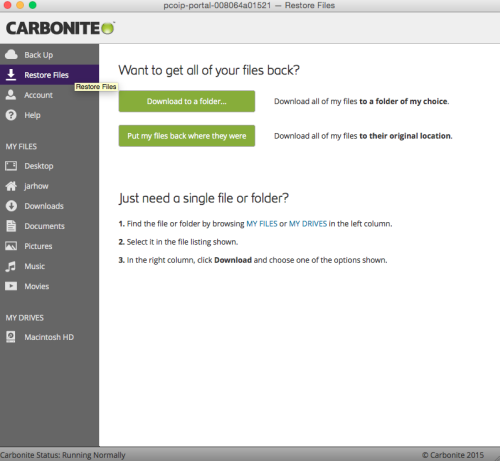 pcoip-portal-008064a01521 — Restore Files
CARBONITE
Back Up
Restore Files
Restore Files
Account
Help
MY FILES
Desktop
jarhow
Downloads
Documents
Pictures
Music
Movies
MY DRIVES
Macintosh HD
Want to get all of your files back?
Download to a folder...
Download all of my files to a folder of my choice.
Put my files back where they were
Download all of my files to their original location.
Just need a single file or folder?
1. Find the file or folder by browsing MY FILES or MY DRIVES in the left column.
2. Select it in the file listing shown.
3. In the right column, click Download and choose one of the options shown.
Carbonite Status: Running Normally
© Carbonite 2015